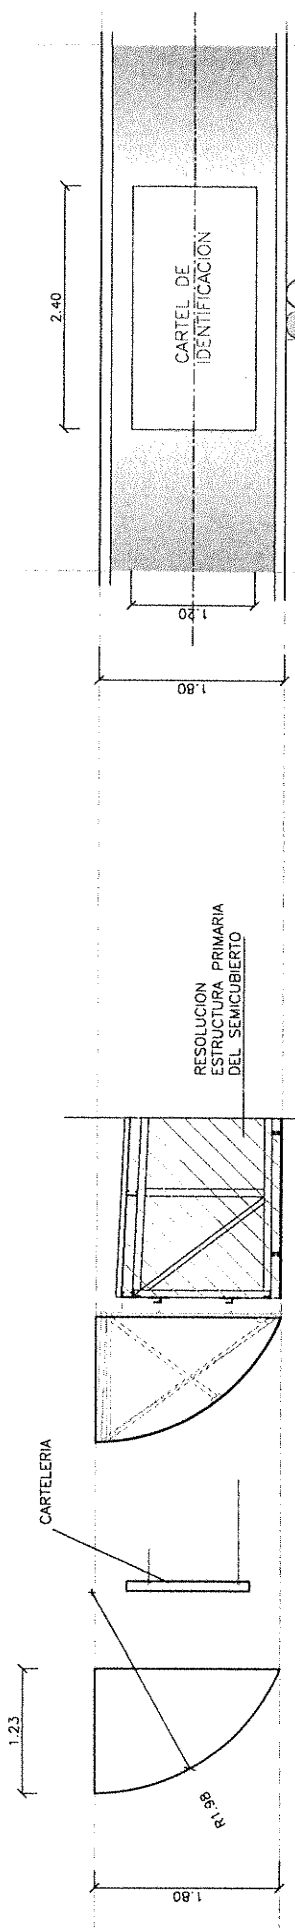 1.80
1.23
R1.98
CARTELERIA
RESOLUCION
ESTRUCTURA PRIMARIA
DEL SEMICUBIERTO
1.80
1.20
2.40
CARTEL DE
IDENTIFICACION